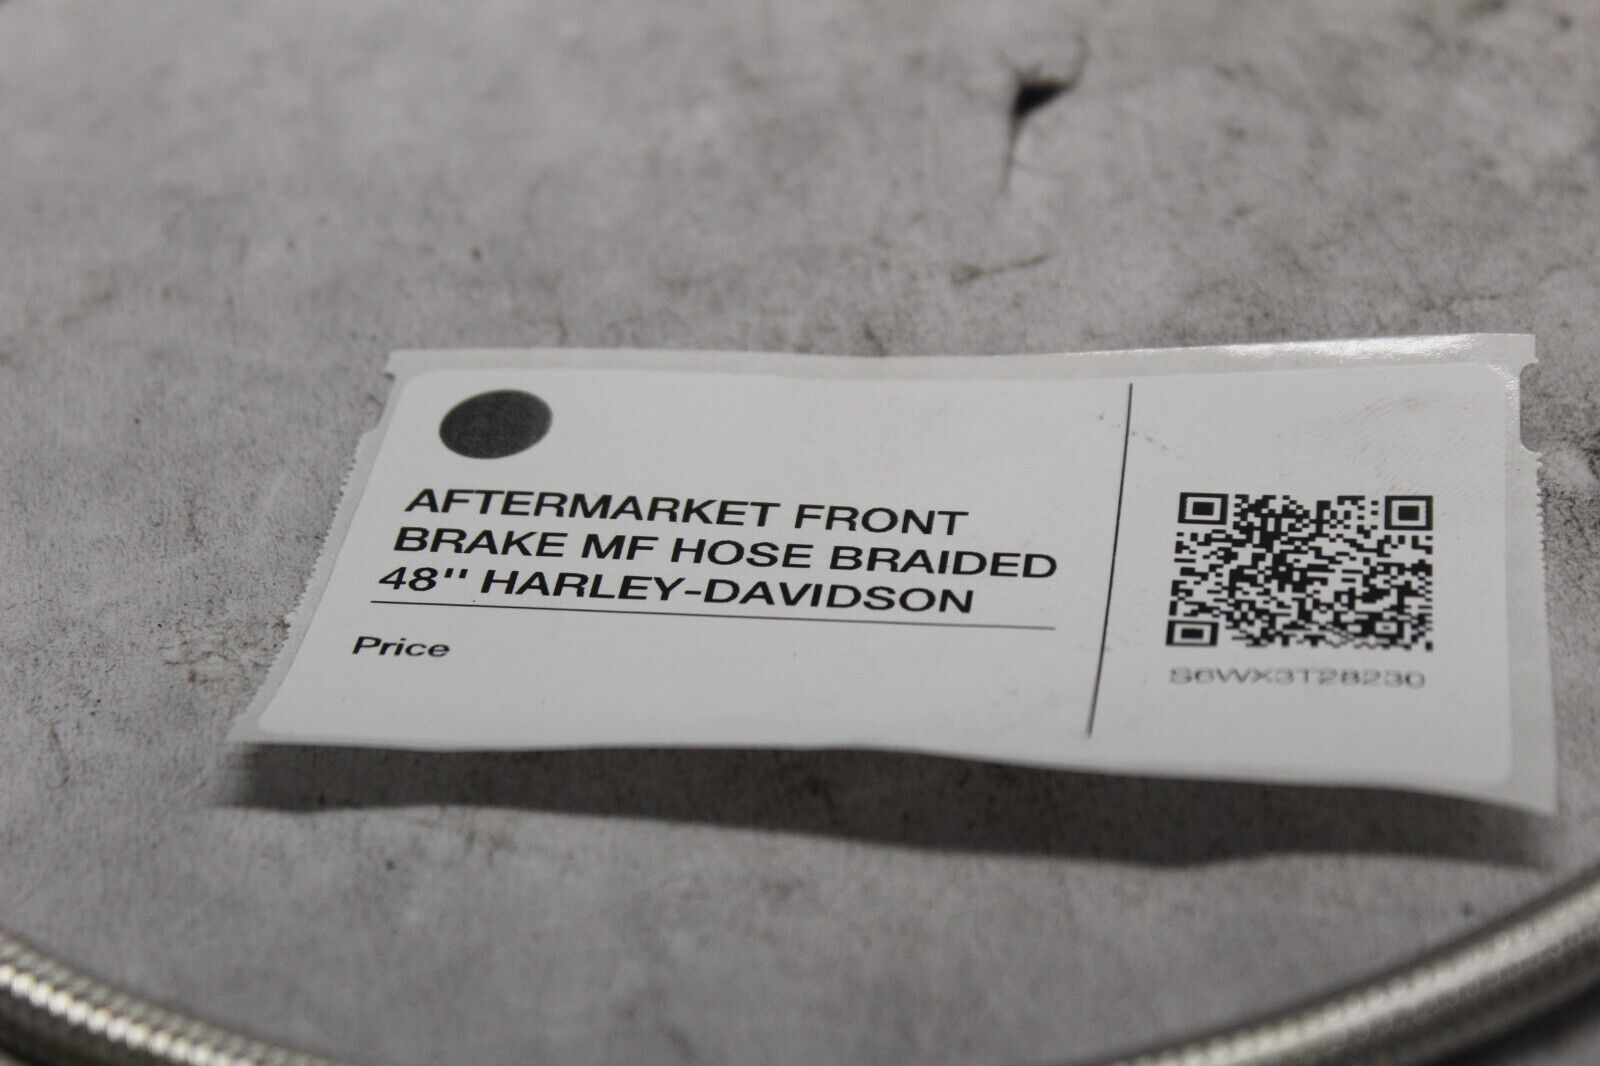 AFTERMARKET FRONT
BRAKE MF HOSE BRAIDED
48" HARLEY-DAVIDSON
Price
S6WX3T28230